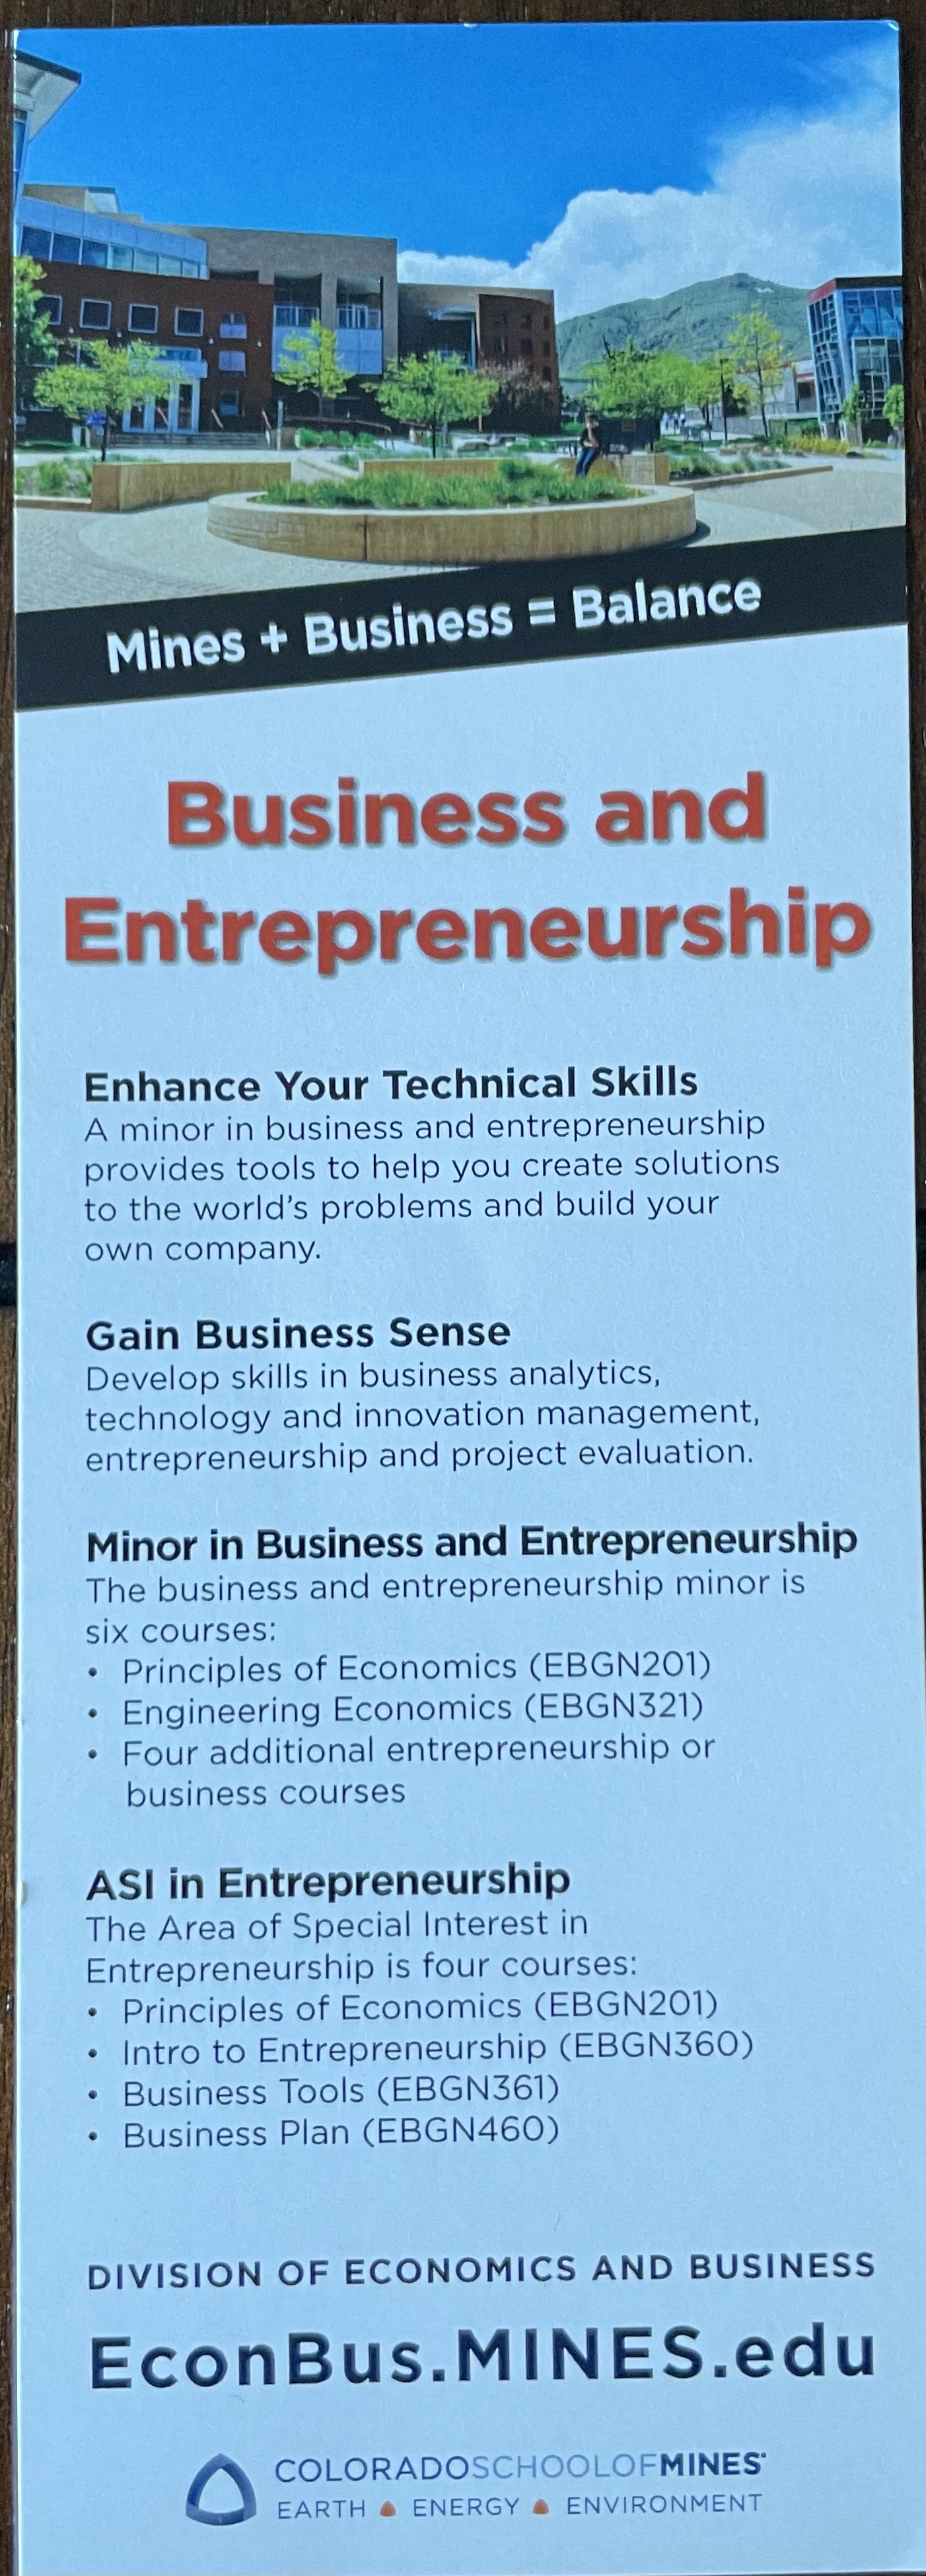 Mines + Business = Balance
Business and
Entrepreneurship
Enhance Your Technical Skills
A minor in business and entrepreneurship
provides tools to help you create solutions
to the world's problems and build your
own company.
Gain Business Sense
Develop skills in business analytics,
technology and innovation management,
entrepreneurship and project evaluation.
Minor in Business and Entrepreneurship
The business and entrepreneurship minor is
six courses:
• Principles of Economics (EBGN201)
• Engineering Economics (EBGN321)
• Four additional entrepreneurship or
business courses
ASI in Entrepreneurship
The Area of Special Interest in
Entrepreneurship is four courses:
• Principles of Economics (EBGN201)
• Intro to Entrepreneurship (EBGN360)
• Business Tools (EBGN361)
• Business Plan (EBGN460)
DIVISION OF ECONOMICS AND BUSINESS
EconBus.MINES.edu
COLORADOSCHOOLOFMINES
EARTH ENERGY ENVIRONMENT